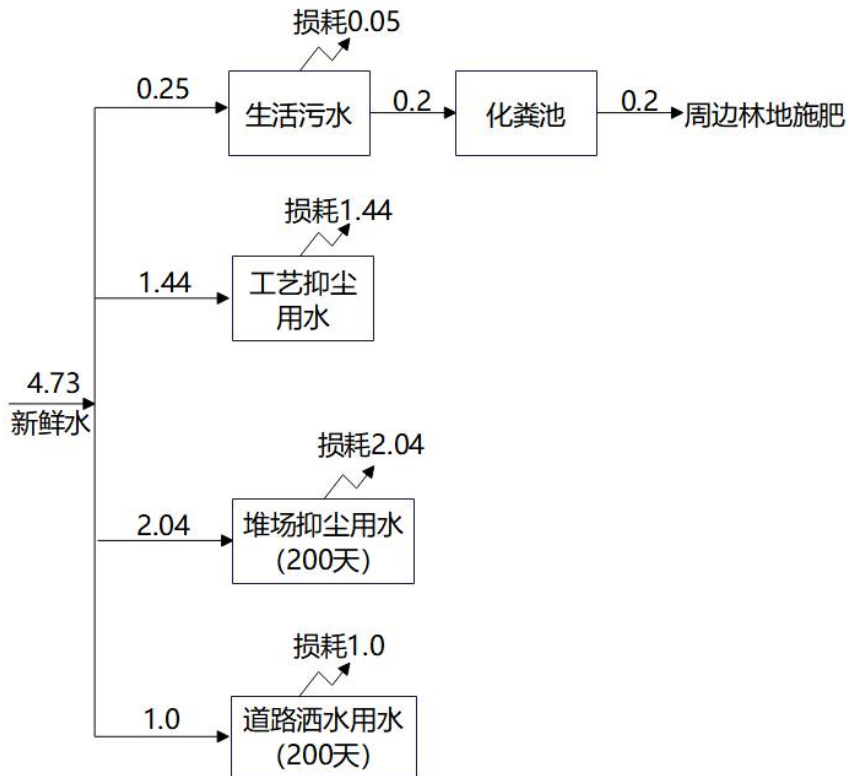 损耗0.05
0.25
生活污水
0.2
化粪池
0.2
周边林地施肥
损耗1.44
1.44
工艺抑尘
用水
4.73
新鲜水
损耗2.04
2.04
堆场抑尘用水
(200天)
损耗1.0
1.0
道路洒水用水
(200天)